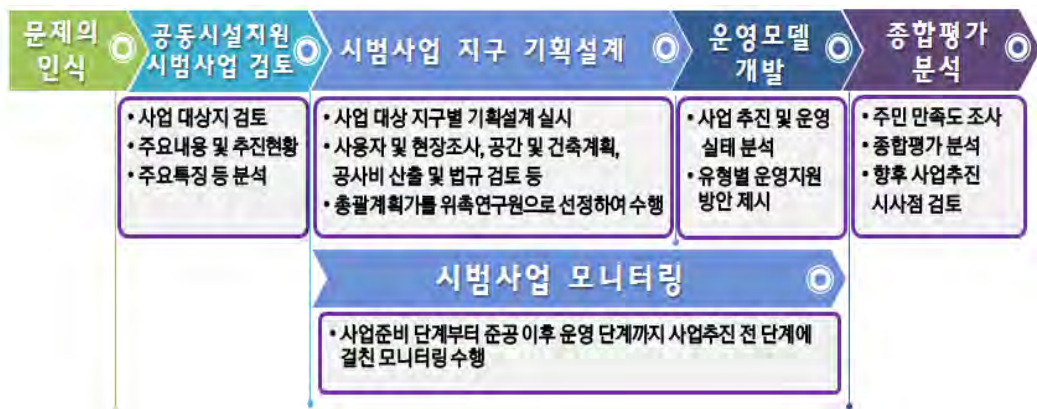 문제의
인식
공동시설지원
시범사업 검토
시범사업 지구 기획설계
운영모델
개발
종합평가
분석
• 사업 대상지 검토
• 주요내용 및 추진현황
• 주요특징 등 분석
• 사업 대상 지구별 기획설계 실시
• 사용자 및 현장조사, 공간 및 건축계획,
공사비 산출 및 법규 검토 등
• 총괄계획가를 위촉연구원으로 선정하여 수행
• 사업 추진 및 운영
실태 분석
• 유형별 운영지원
방안 제시
• 주민 만족도 조사
• 종합평가 분석
• 향후 사업추진
시사점 검토
시범사업 모니터링
• 사업준비 단계부터 준공 이후 운영 단계까지 사업추진 전 단계에
걸친 모니터링 수행